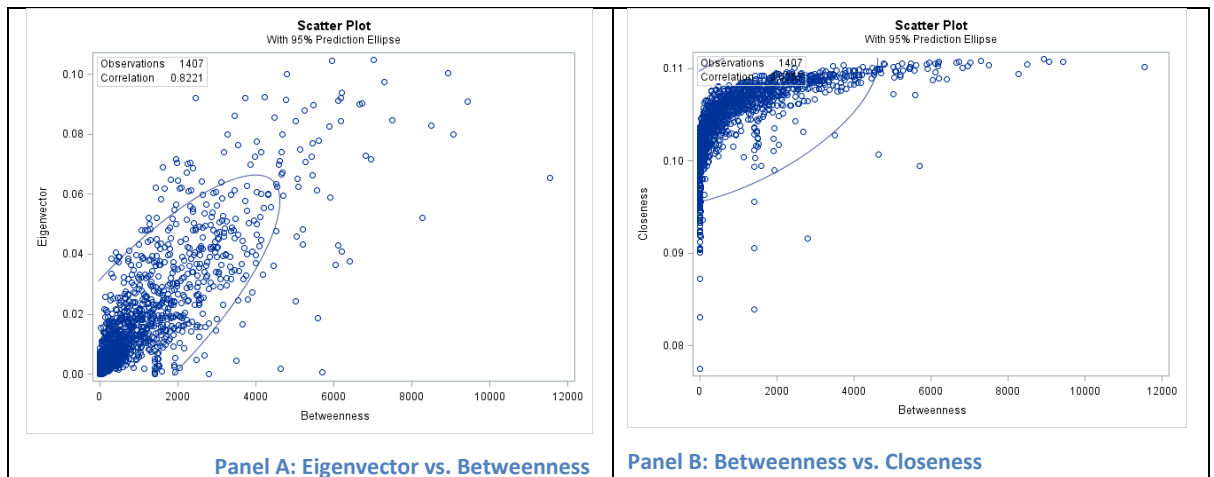 Scatter Plot
With 95% Prediction Ellipse
Observations 1407
Correlation 0.8221
0.10
0.08
0.06
0.04
0.02
0.00
Eigenvector
0 2000 4000 6000 8000 10000 12000
Betweenness
Panel A: Eigenvector vs. Betweenness
Scatter Plot
With 95% Prediction Ellipse
Observations 1407
Correlation
0.11
0.10
0.09
0.08
Closeness
0 2000 4000 6000 8000 10000 12000
Betweenness
Panel B: Betweenness vs. Closeness